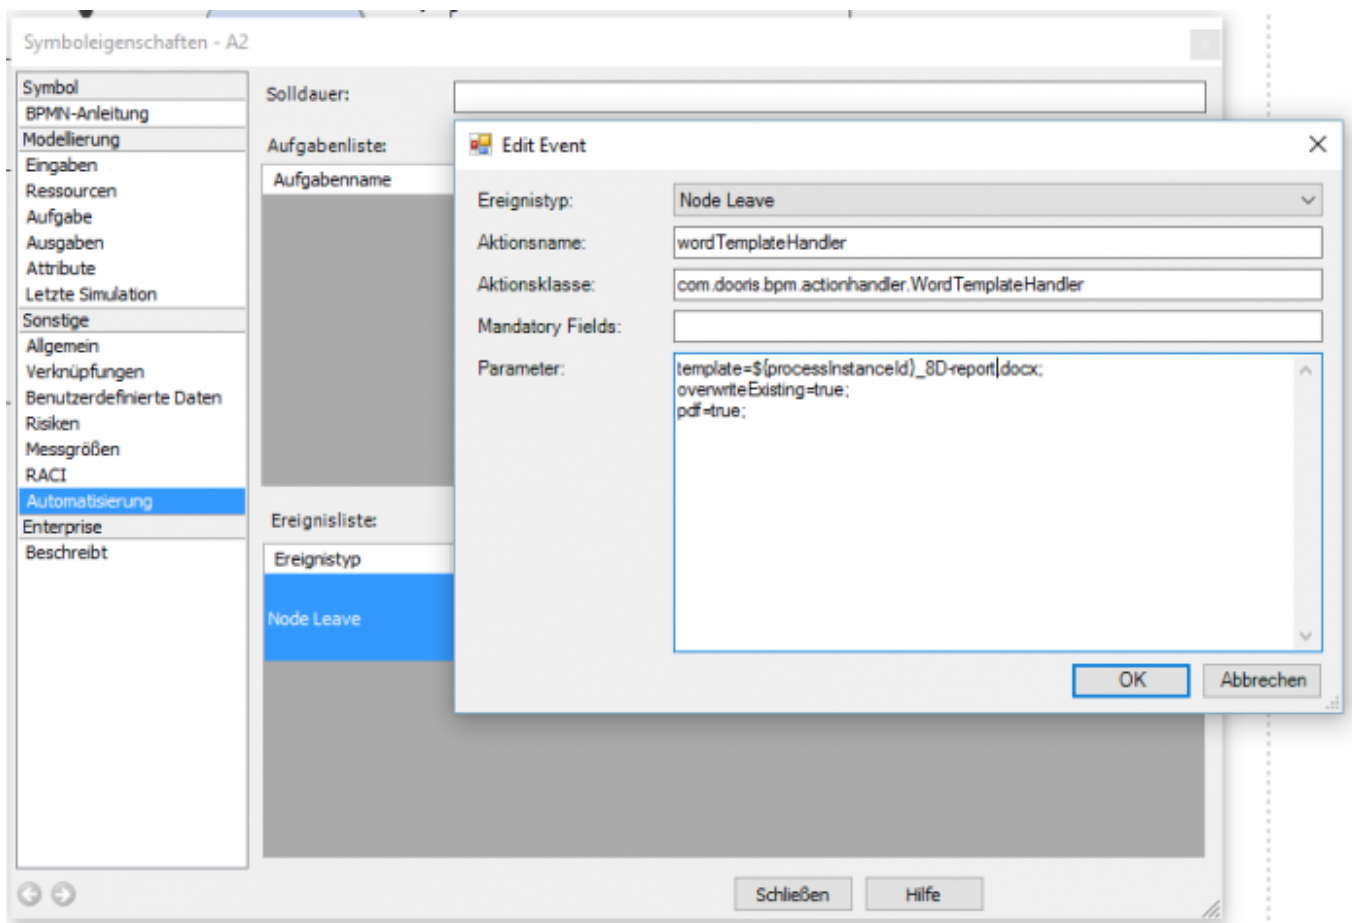 Symboleigenschaften - A2
Symbol
BPMN-Anleitung
Modellierung
Eingaben
Ressourcen
Aufgabe
Ausgaben
Attribute
Letzte Simulation
Sonstige
Allgemein
Verknüpfungen
Benutzerdefinierte Daten
Risiken
Messgrößen
RACI
Automatisierung
Enterprise
Beschreibt
Solldauer:
Aufgabenliste:
Aufgabenname
Ereignisliste:
Ereignistyp
Node Leave
Edit Event
Ereignistyp: Node Leave
Aktionsname: wordTemplateHandler
Aktionsklasse: com.dooris.bpm.actionhandler.WordTemplateHandler
Mandatory Fields:
Parameter: template=${processInstanceId}_8D-report.docx;
overwriteExisting=true;
pdf=true;
OK Abbrechen
Schließen Hilfe